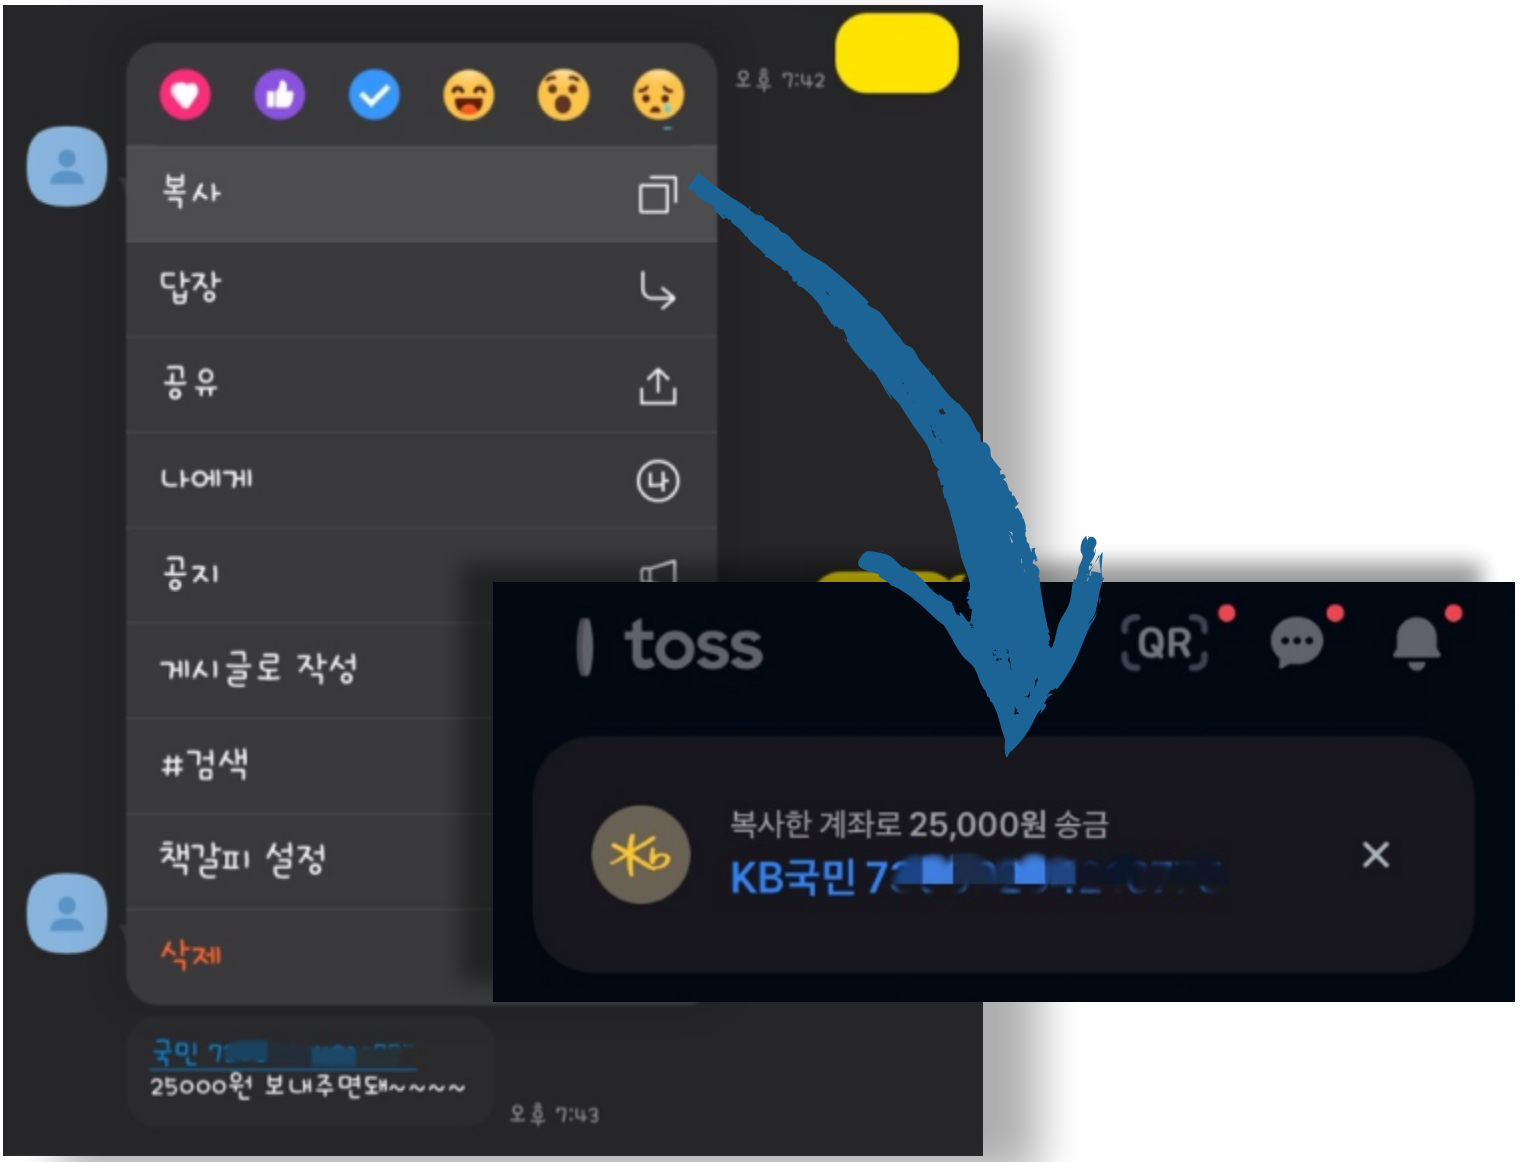 오후 7:42
복사
답장
공유
나에게
나
공지
게시글로 작성
#검색
책갈피 설정
삭제
국민
25000원 보내주면돼~~~~
오후 7:43
toss
QR
복사한 계좌로 25,000원 송금
KB국민